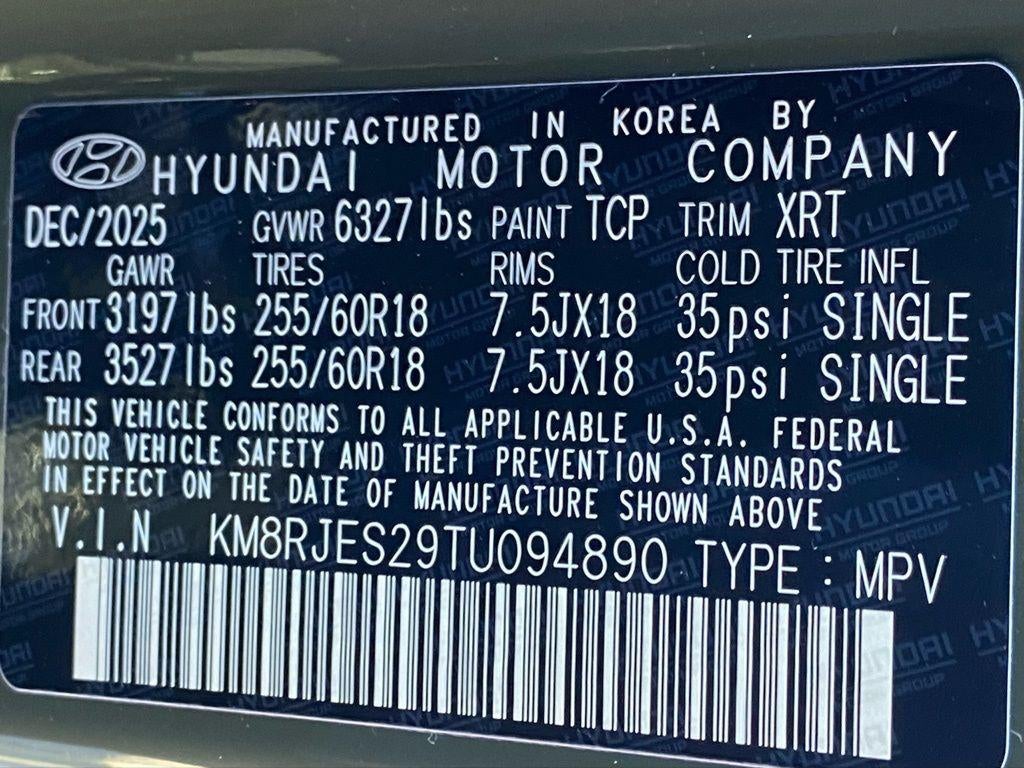 MANUFACTURED IN KOREA BY
HYUNDAI MOTOR COMPANY
DEC/2025 GVWR 6327lbs PAINT TCP TRIM XRT
GAWR TIRES RIMS COLD TIRE INFL
FRONT 3197lbs 255/60R18 7.5JX18 35psi SINGLE
REAR 3527lbs 255/60R18 7.5JX18 35psi SINGLE
THIS VEHICLE CONFORMS TO ALL APPLICABLE U.S.A. FEDERAL
MOTOR VEHICLE SAFETY AND THEFT PREVENTION STANDARDS
IN EFFECT ON THE DATE OF MANUFACTURE SHOWN ABOVE
V.I.N KM8RJES29TU094890 TYPE : MPV